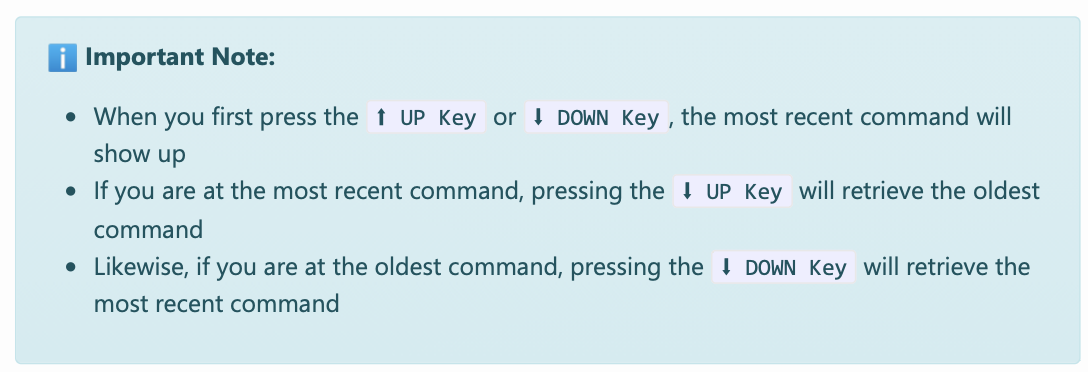 ℹ️ Important Note:
• When you first press the ⬆ UP Key or ⬇ DOWN Key, the most recent command will
show up
• If you are at the most recent command, pressing the ⬇ UP Key will retrieve the oldest
command
• Likewise, if you are at the oldest command, pressing the ⬇ DOWN Key will retrieve the
most recent command